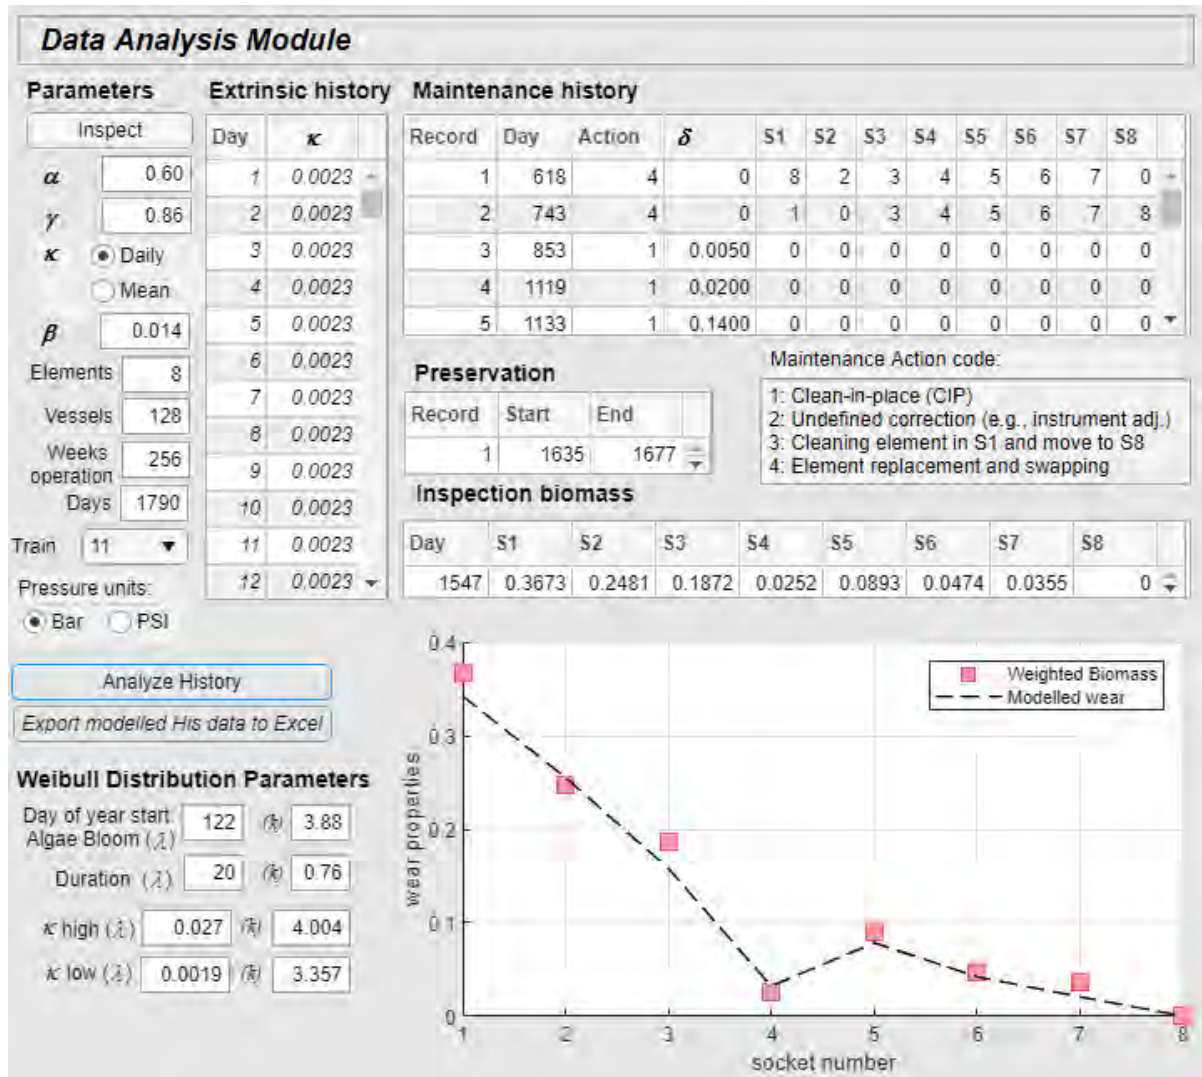 Data Analysis Module
Parameters
Inspect
α 0.60
γ 0.86
κ Daily
Mean
β 0.014
Elements 8
Vessels 128
Weeks operation 256
Days 1790
Train 11
Pressure units:
Bar PSI
Extrinsic history
Day κ
1 0.0023
2 0.0023
3 0.0023
4 0.0023
5 0.0023
6 0.0023
7 0.0023
8 0.0023
9 0.0023
10 0.0023
11 0.0023
12 0.0023
Maintenance history
Record Day Action δ S1 S2 S3 S4 S5 S6 S7 S8
1 618 4 0 8 2 3 4 5 6 7 0
2 743 4 0 1 0 3 4 5 6 7 8
3 853 1 0.0050 0 0 0 0 0 0 0 0
4 1119 1 0.0200 0 0 0 0 0 0 0 0
5 1133 1 0.1400 0 0 0 0 0 0 0 0
Preservation
Record Start End
1 1635 1677
Maintenance Action code:
1: Clean-in-place (CIP)
2: Undefined correction (e.g., instrument adj.)
3: Cleaning element in S1 and move to S8
4: Element replacement and swapping
Inspection biomass
Day S1 S2 S3 S4 S5 S6 S7 S8
1547 0.3673 0.2481 0.1872 0.0252 0.0893 0.0474 0.0355 0
Analyze History
Export modelled His data to Excel
Weibull Distribution Parameters
Day of year start
Algae Bloom (λ) 122 (k) 3.88
Duration (λ) 20 (k) 0.76
κ high (λ) 0.027 (k) 4.004
κ low (λ) 0.0019 (k) 3.357
Weighted Biomass
Modelled wear
0.4
0.3
0.2
0.1
0
wear properties
1 2 3 4 5 6 7 8
socket number